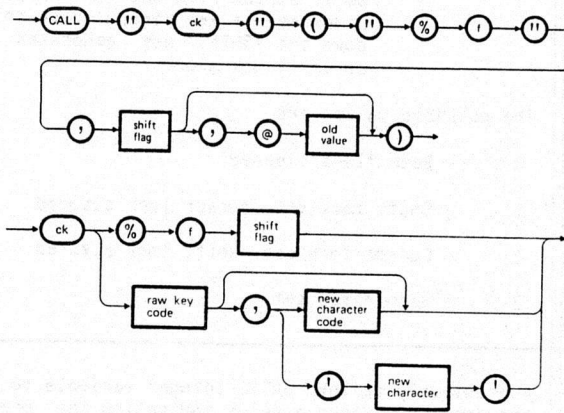 CALL " ck " ( " % f "
, shift flag , @ old value )
ck % f shift flag
raw key code , new character code
' new character '